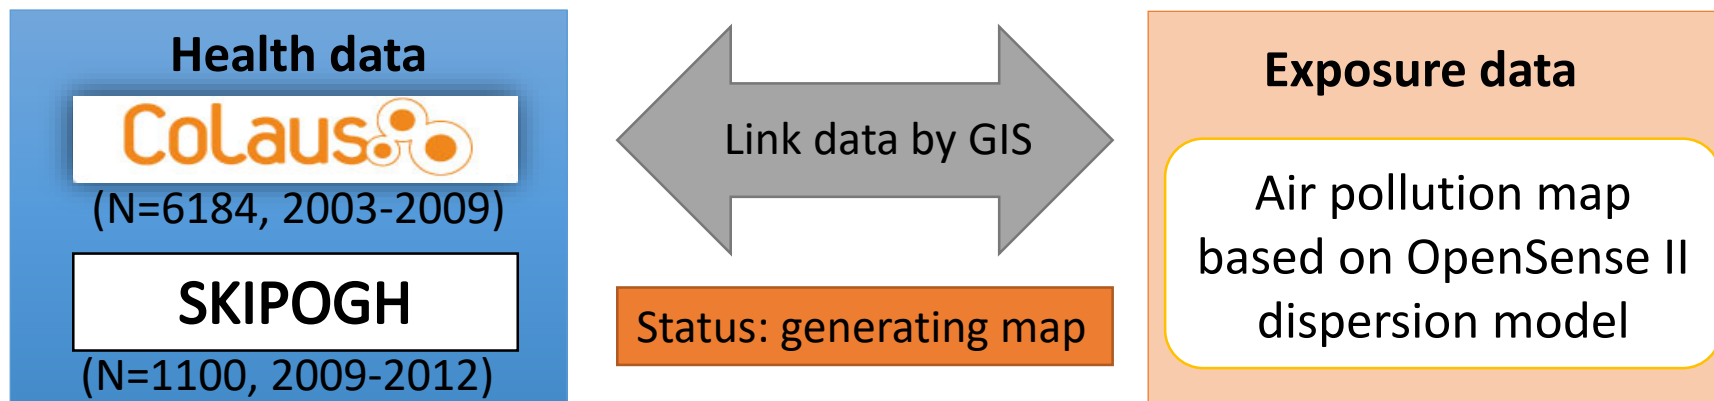 Health data
CoLaus
(N=6184, 2003-2009)
SKIPOGH
(N=1100, 2009-2012)
Link data by GIS
Status: generating map
Exposure data
Air pollution map
based on OpenSense II
dispersion model